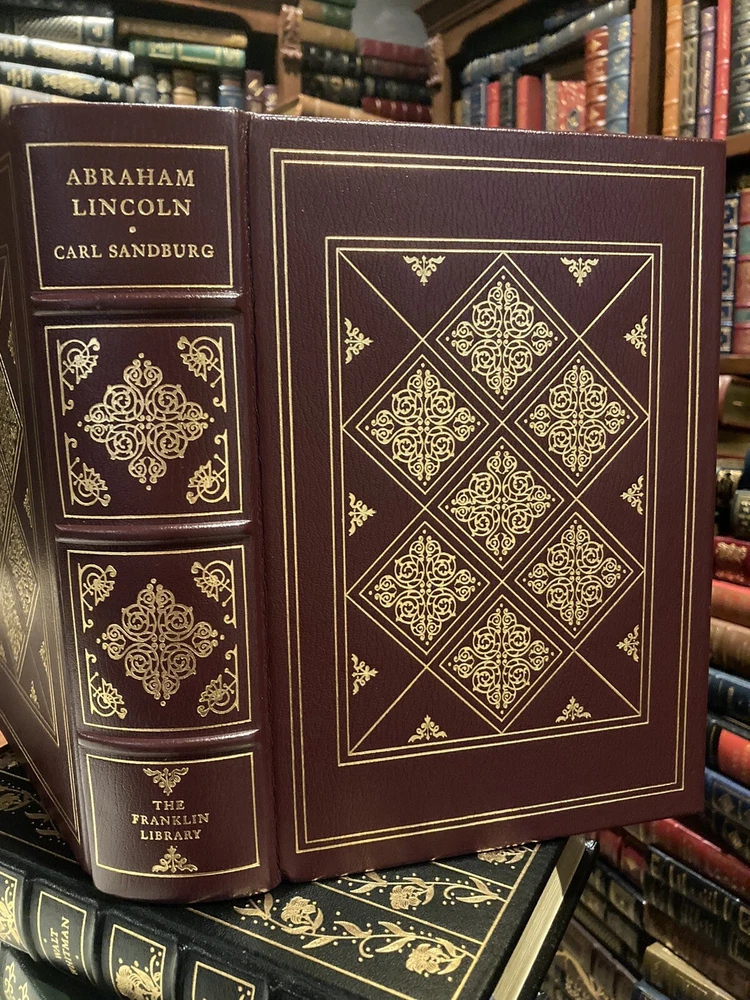 ABRAHAM
LINCOLN
CARL SANDBURG
THE
FRANKLIN
LIBRARY
WALT
WHITMAN